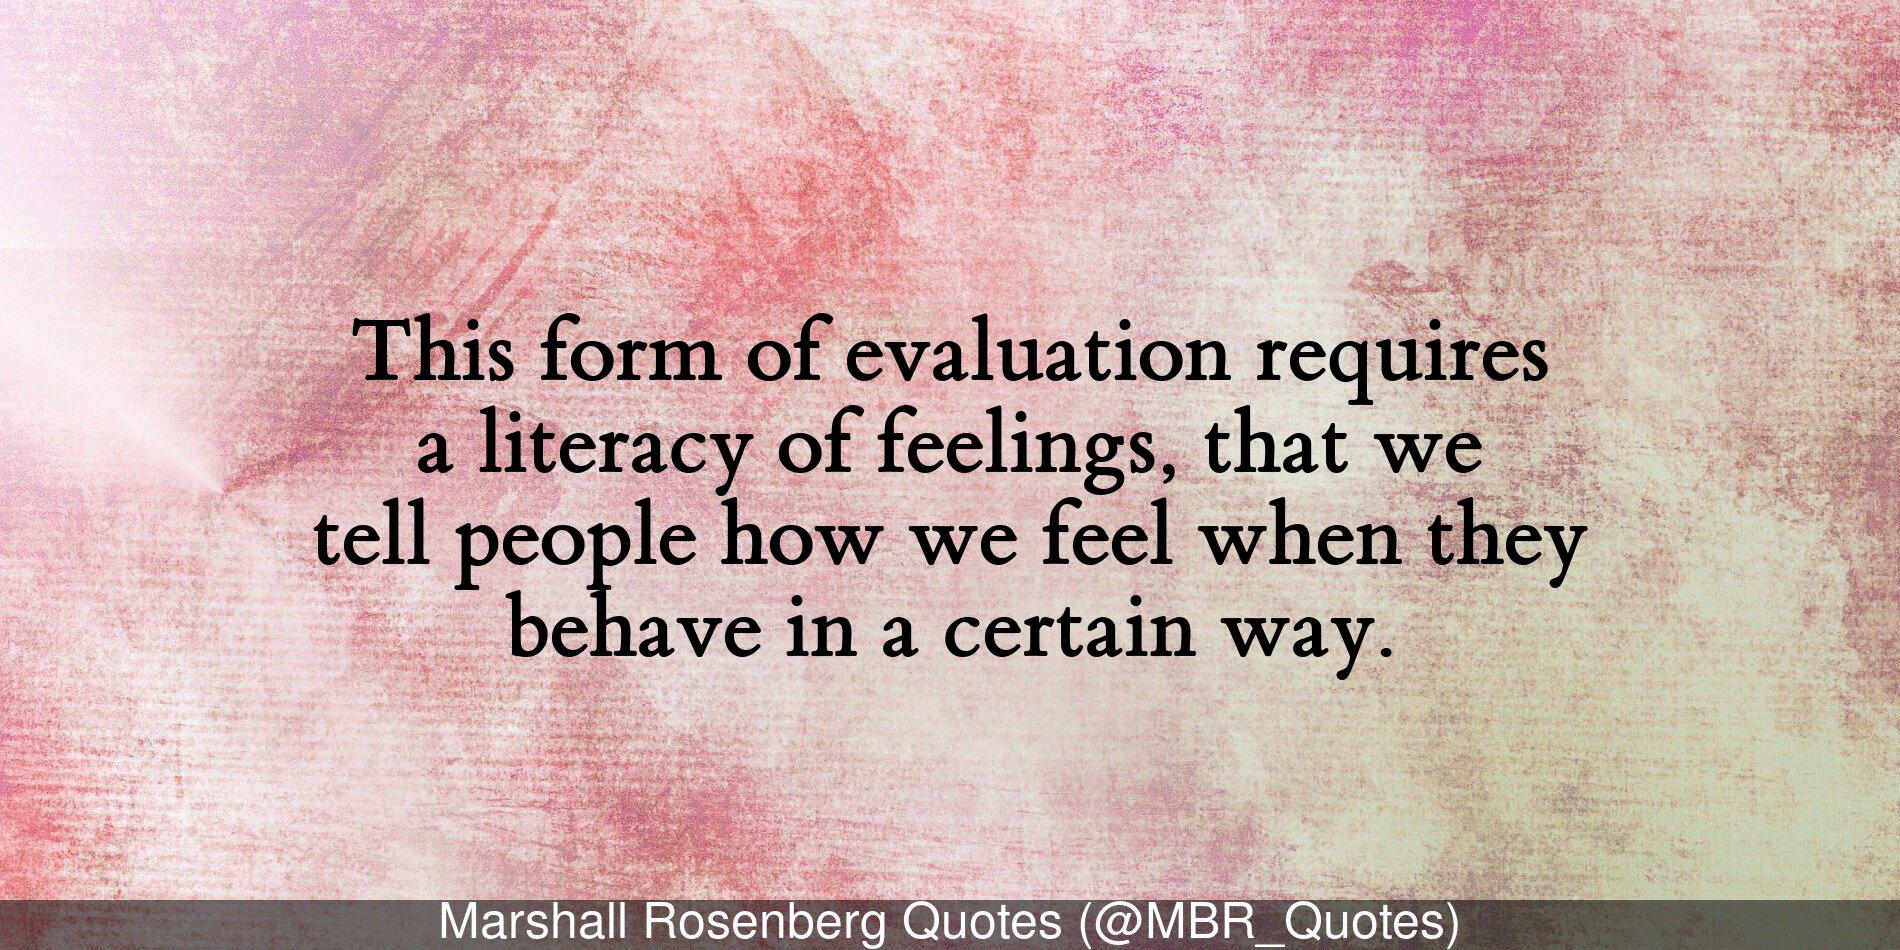 This form of evaluation requires
a literacy of feelings, that we
tell people how we feel when they
behave in a certain way.
Marshall Rosenberg Quotes (@MBR_Quotes)